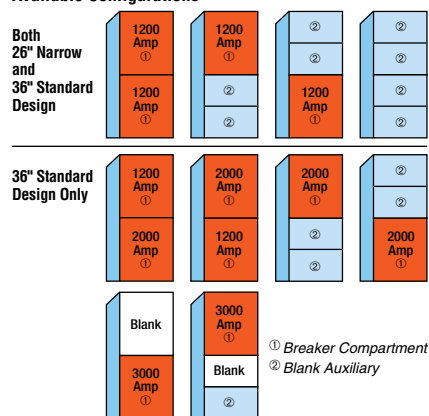 Available Configurations
Both
26" Narrow
and
36" Standard
Design
1200
Amp
①
1200
Amp
①
1200
Amp
①
②
②
②
②
1200
Amp
①
②
②
②
②
36" Standard
Design Only
1200
Amp
①
2000
Amp
①
2000
Amp
①
1200
Amp
①
2000
Amp
①
②
②
②
②
2000
Amp
①
Blank
3000
Amp
①
3000
Amp
①
Blank
②
① Breaker Compartment
② Blank Auxiliary